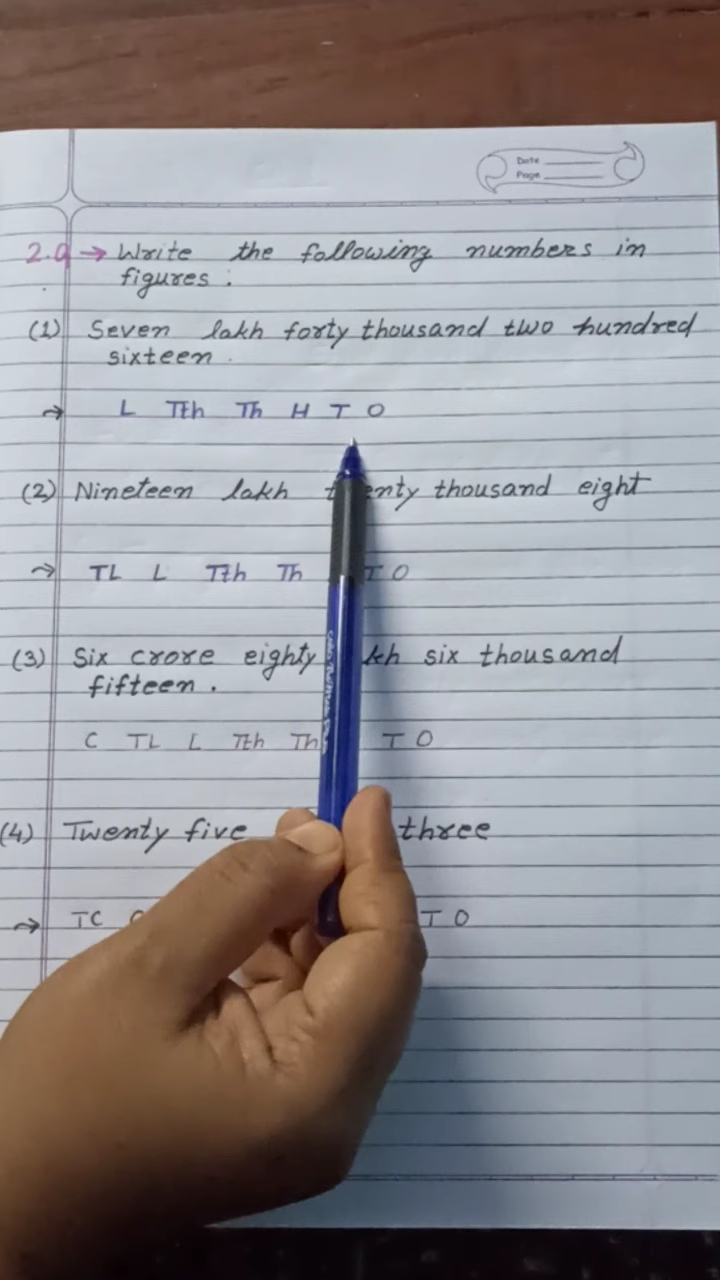 Date
Page
2.Q → Write the following numbers in
figures :
(1) Seven lakh forty thousand two hundred
sixteen .
→ L Tth Th H T O
(2) Nineteen lakh thousand eight
→ TL L Tth Th T O
(3) Six crore eighty six thousand
fifteen .
C TL L Tth Th T O
(4) Twenty five three
→ TC T O